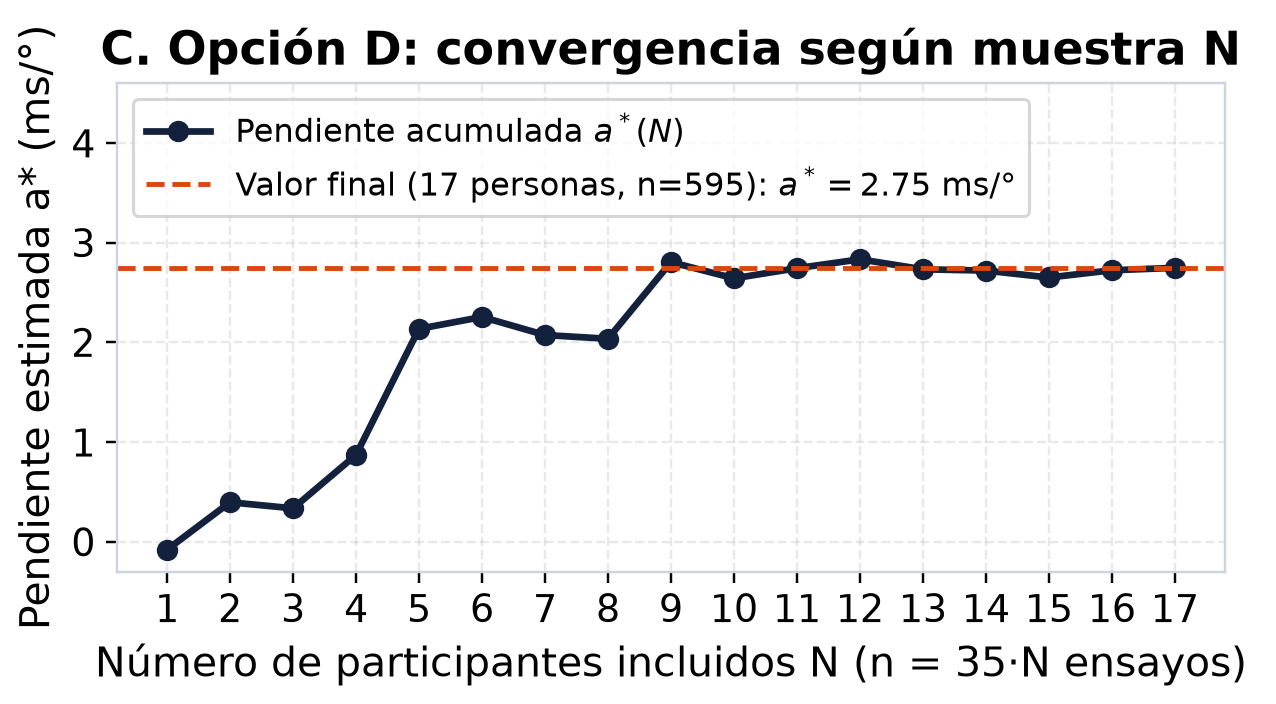 C. Opción D: convergencia según muestra N
Pendiente estimada a* (ms/°)
Pendiente acumulada a*(N)
Valor final (17 personas, n=595): a* = 2.75 ms/°
4
3
2
1
0
1 2 3 4 5 6 7 8 9 10 11 12 13 14 15 16 17
Número de participantes incluidos N (n = 35·N ensayos)